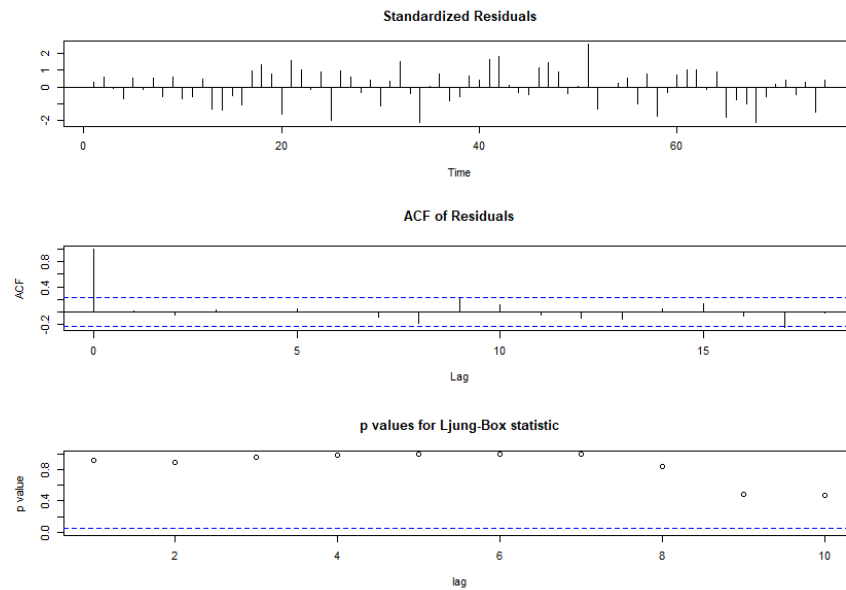 Standardized Residuals
2
1
0
-2
0
20
40
60
Time
ACF of Residuals
ACF
0.8
0.4
-0.2
0
5
10
15
Lag
p values for Ljung-Box statistic
p value
0.8
0.4
0.0
2
4
6
8
10
lag